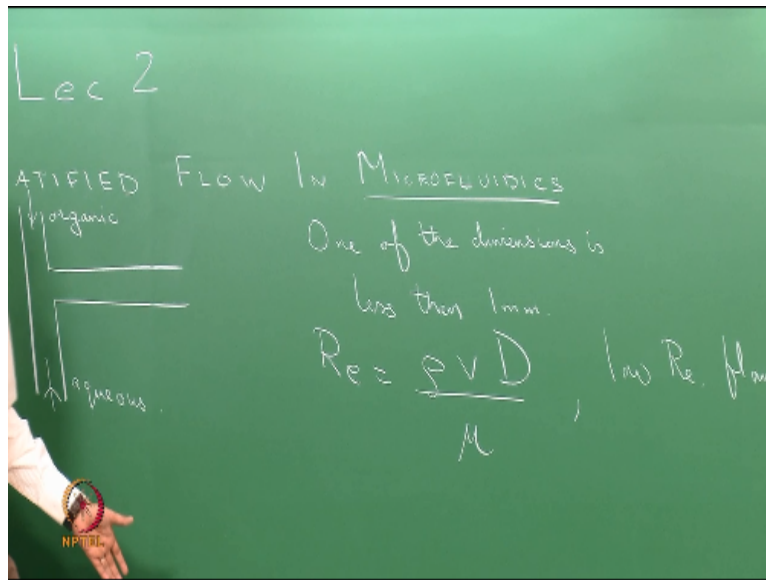 Lec 2
ATIFIED FLOW IN MICROFLUIDICS
organic
One of the dimensions is
less than 1mm.
Re = ρ v D / μ , low Re. flow
aqueous.
NPTEL